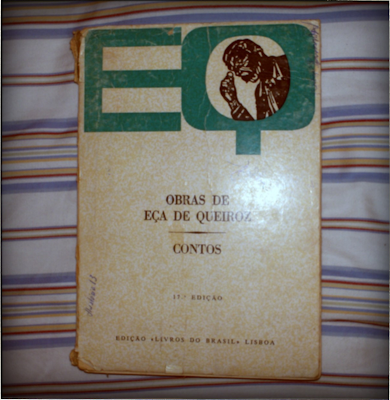 EQ
OBRAS DE
EÇA DE QUEIROZ
CONTOS
17.ª EDIÇÃO
EDIÇÃO «LIVROS DO BRASIL» LISBOA